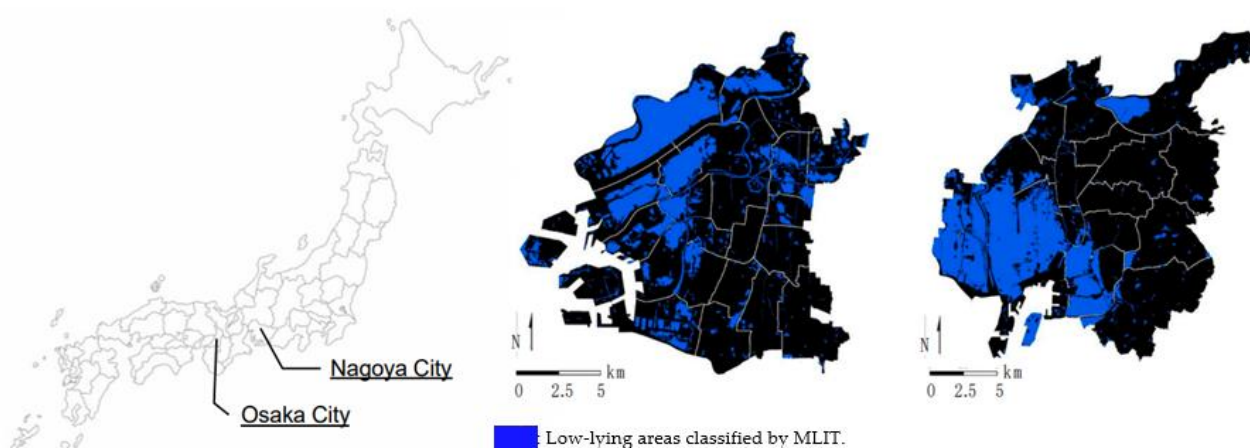 Nagoya City
Osaka City
N
km
0 2.5 5
N
km
0 2.5 5
: Low-lying areas classified by MLIT.